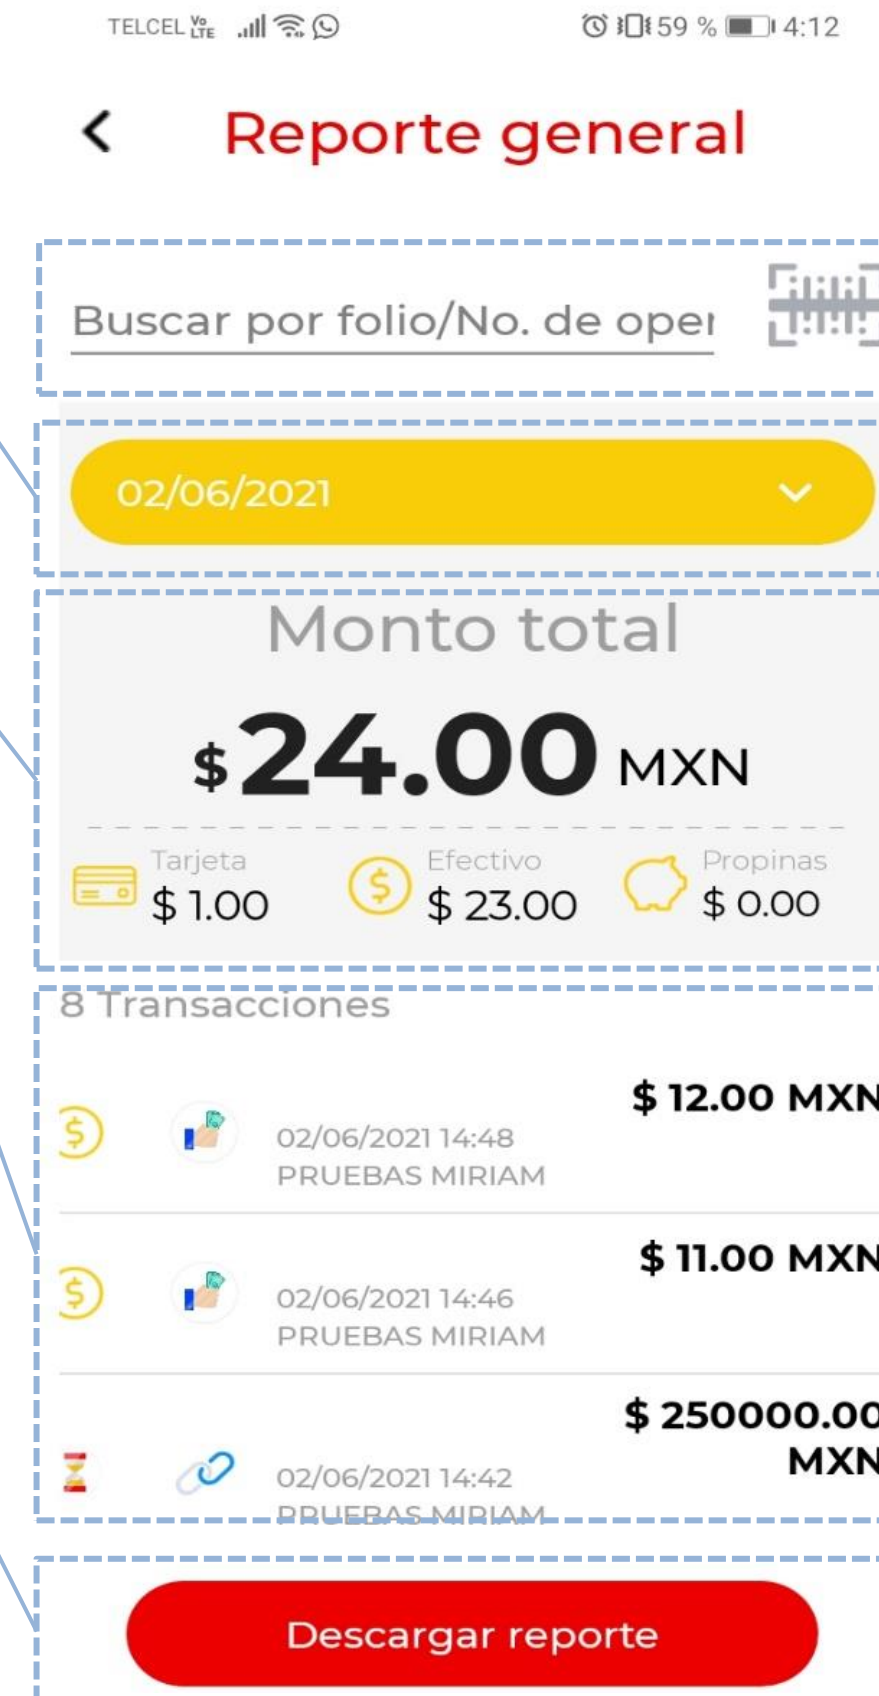 TELCEL Vo LTE 59 % 4:12
Reporte general
Buscar por folio/No. de oper
02/06/2021
Monto total
$ 24.00 MXN
Tarjeta Efectivo Propinas
$ 1.00 $ 23.00 $ 0.00
8 Transacciones
$ 12.00 MXN
02/06/2021 14:48
PRUEBAS MIRIAM
$ 11.00 MXN
02/06/2021 14:46
PRUEBAS MIRIAM
$ 250000.00
MXN
02/06/2021 14:42
PRUEBAS MIRIAM
Descargar reporte